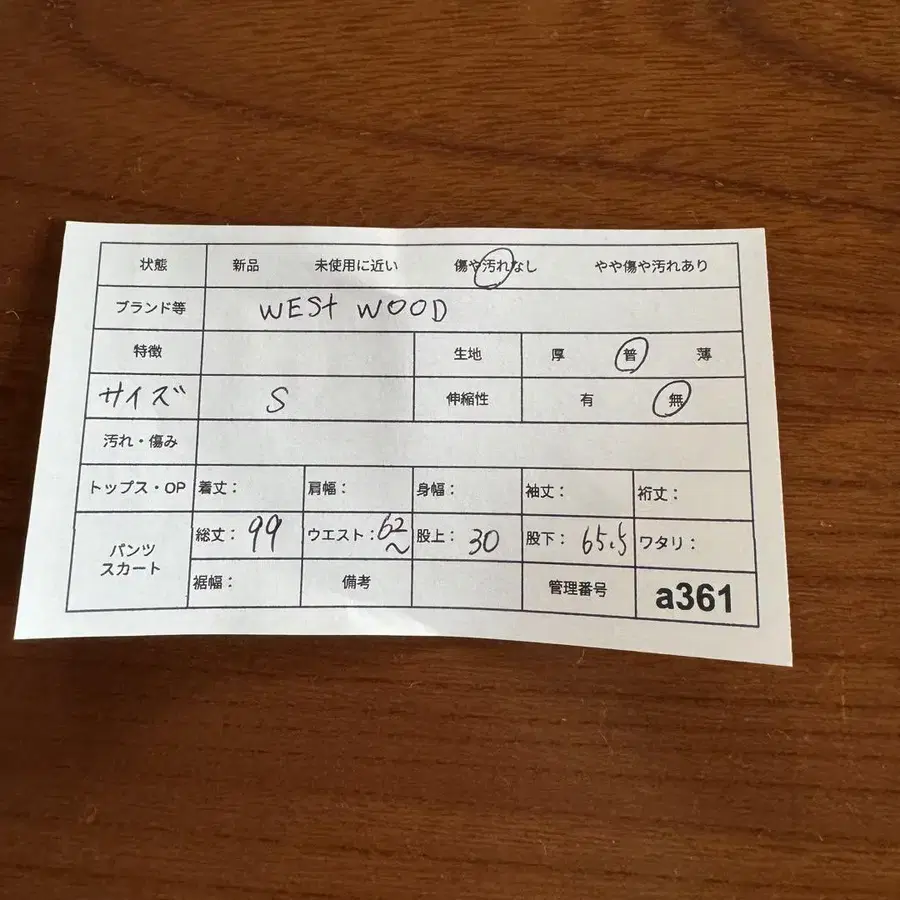 状態 新品 未使用に近い 傷や汚れなし やや傷や汚れあり
ブランド等 WESt WOOD
特徴 生地 厚 普 薄
サイズ S 伸縮性 有 無
汚れ・傷み
トップス・OP 着丈： 肩幅： 身幅： 袖丈： 裄丈：
パンツ スカート
総丈：99 ウエスト：62〜 股上：30 股下：65.5 ワタリ：
裾幅： 備考 管理番号 a361